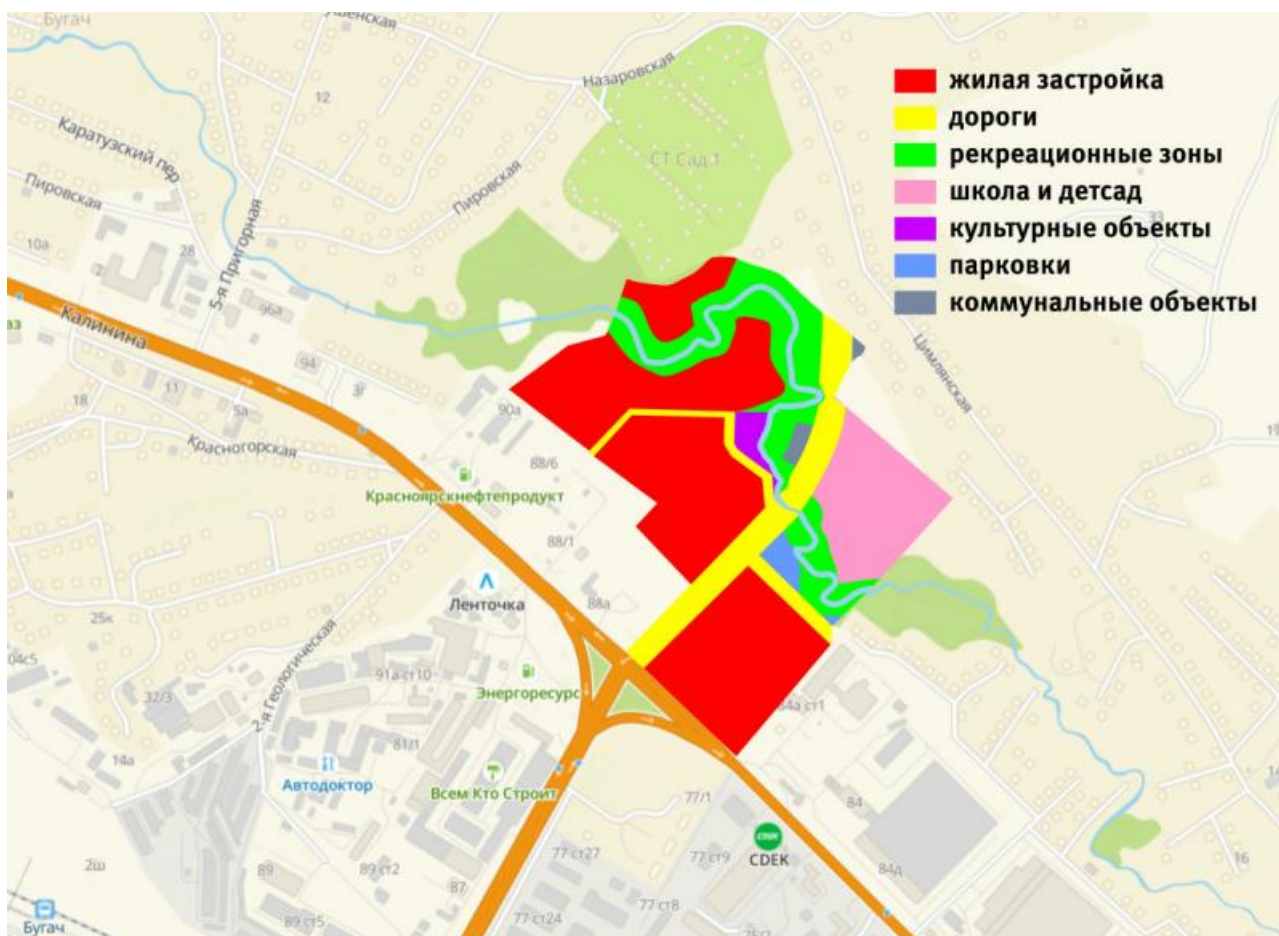 Бугач
Назаровская
12
Каратузский пер
Пировская
Пировская
СТ Сад 1
жилая застройка
дороги
рекреационные зоны
школа и детсад
культурные объекты
парковки
коммунальные объекты
33
10а
2
28
5-я Пригорная
96а
Калинина
94
3г
11
5а
18
90а
Цимлянская
Красногорская
88/6
Красноярскнефтепродукт
88/1
Ленточка
88а
25к
2-я Геологическая
91а ст10
Энергоресурс
32/3
81/1
14а
Автодоктор
Всем Кто Строит
77/1
84
CDEK
CDEK
2ш
89
89 ст2
87
77 ст27
77 ст9
84д
16
Бугач
89 ст5
77 ст24
77 ст8